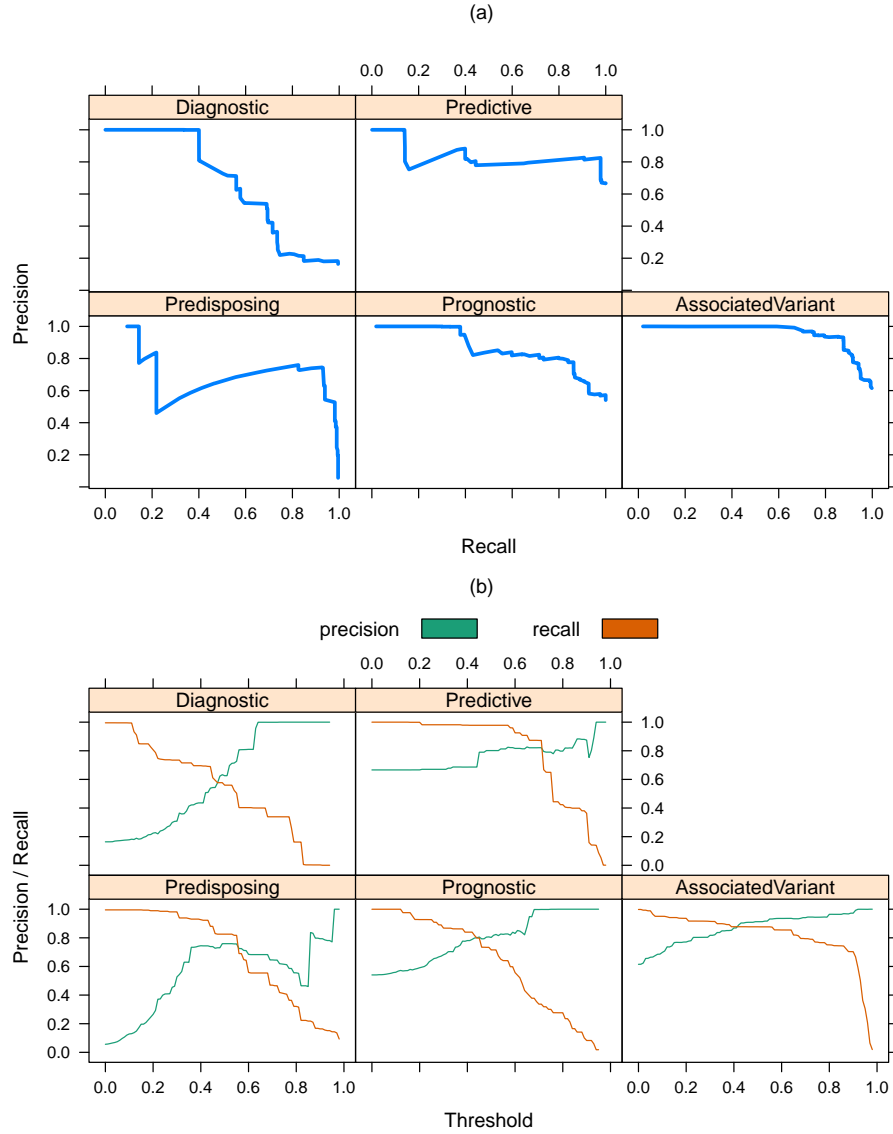 (a)
0.0 0.2 0.4 0.6 0.8 1.0
Diagnostic Predictive
1.0
0.8
0.6
0.4
0.2
Precision
Predisposing Prognostic AssociatedVariant
1.0
0.8
0.6
0.4
0.2
0.0 0.2 0.4 0.6 0.8 1.0 0.0 0.2 0.4 0.6 0.8 1.0
Recall
(b)
precision recall
0.0 0.2 0.4 0.6 0.8 1.0
Diagnostic Predictive
1.0
0.8
0.6
0.4
0.2
0.0
Precision / Recall
Predisposing Prognostic AssociatedVariant
1.0
0.8
0.6
0.4
0.2
0.0
0.0 0.2 0.4 0.6 0.8 1.0 0.0 0.2 0.4 0.6 0.8 1.0
Threshold